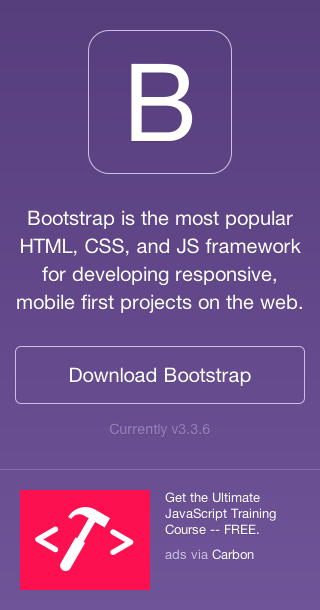 B
Bootstrap is the most popular
HTML, CSS, and JS framework
for developing responsive,
mobile first projects on the web.
Download Bootstrap
Currently v3.3.6
Get the Ultimate
JavaScript Training
Course -- FREE.
ads via Carbon